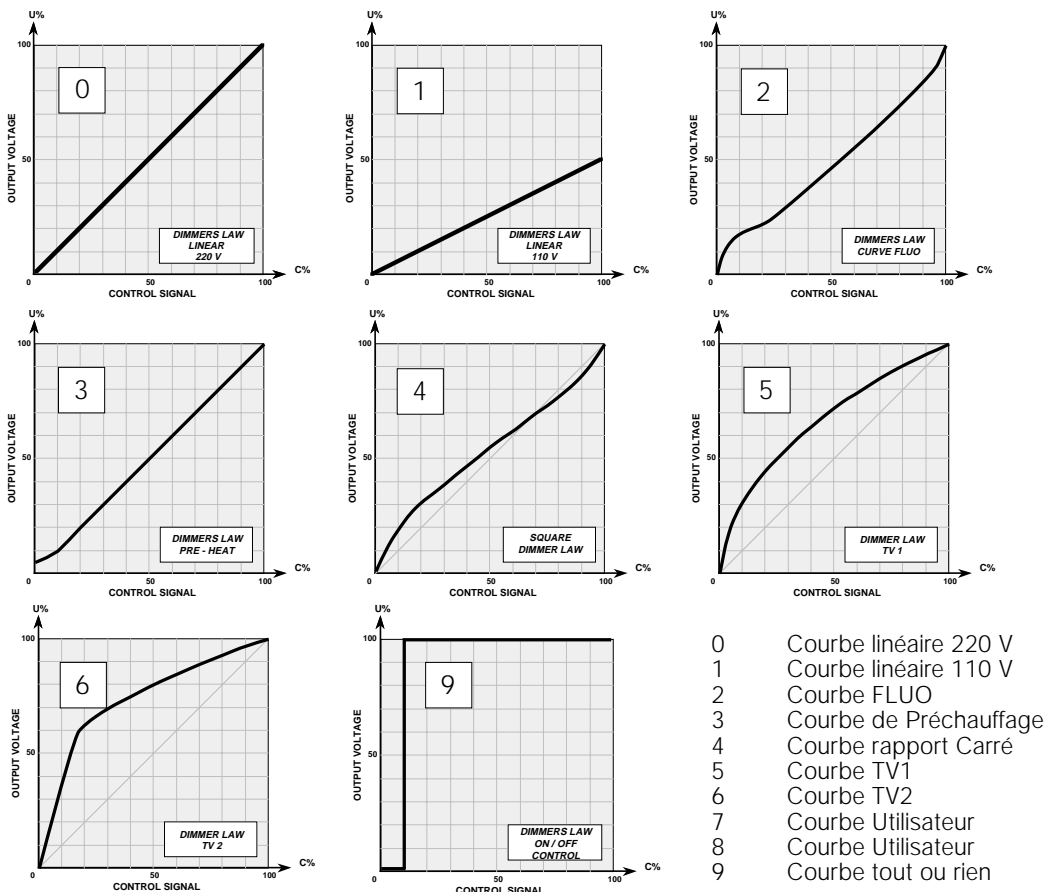 U%
100
0
50
OUTPUT VOLTAGE
DIMMERS LAW
LINEAR
220 V
0 50 100 C%
CONTROL SIGNAL
U%
100
1
50
OUTPUT VOLTAGE
DIMMERS LAW
LINEAR
110 V
0 50 100 C%
CONTROL SIGNAL
U%
100
2
50
OUTPUT VOLTAGE
DIMMERS LAW
CURVE FLUO
0 50 100 C%
CONTROL SIGNAL
U%
100
3
50
OUTPUT VOLTAGE
DIMMERS LAW
PRE - HEAT
0 50 100 C%
CONTROL SIGNAL
U%
100
4
50
OUTPUT VOLTAGE
SQUARE
DIMMER LAW
0 50 100 C%
CONTROL SIGNAL
U%
100
5
50
OUTPUT VOLTAGE
DIMMER LAW
TV 1
0 50 100 C%
CONTROL SIGNAL
U%
100
6
50
OUTPUT VOLTAGE
DIMMER LAW
TV 2
0 50 100 C%
CONTROL SIGNAL
U%
100
9
50
OUTPUT VOLTAGE
DIMMERS LAW
ON / OFF
CONTROL
0 50 100 C%
CONTROL SIGNAL
0 Courbe linéaire 220 V
1 Courbe linéaire 110 V
2 Courbe FLUO
3 Courbe de Préchauffage
4 Courbe rapport Carré
5 Courbe TV1
6 Courbe TV2
7 Courbe Utilisateur
8 Courbe Utilisateur
9 Courbe tout ou rien